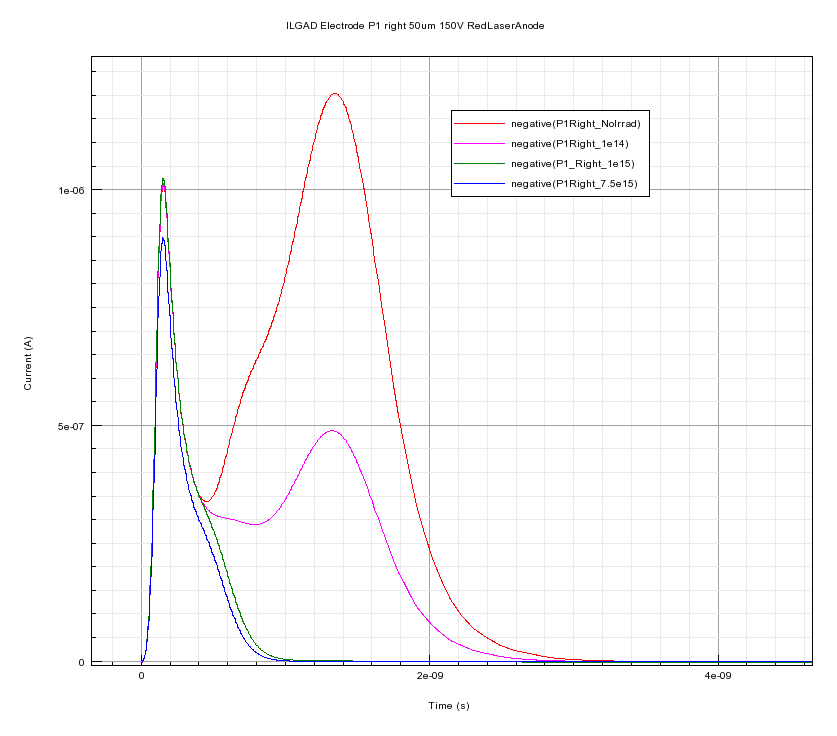 ILGAD Electrode P1 right 50um 150V RedLaserAnode
negative(P1Right_NoIrrad)
negative(P1Right_1e14)
negative(P1_Right_1e15)
negative(P1Right_7.5e15)
1e-06
5e-07
0
Current (A)
0
2e-09
4e-09
Time (s)